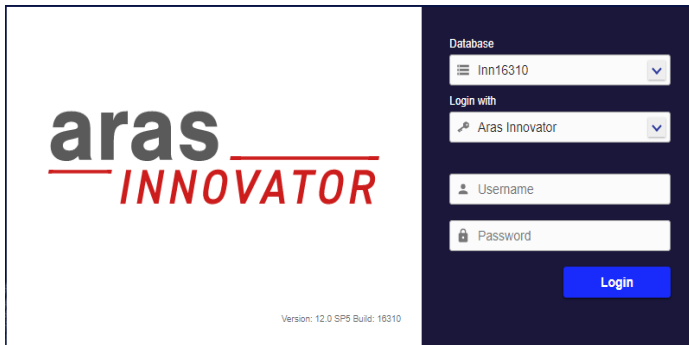 aras
INNOVATOR
Version: 12.0 SP5 Build: 16310
Database
Inn16310
Login with
Aras Innovator
Username
Password
Login